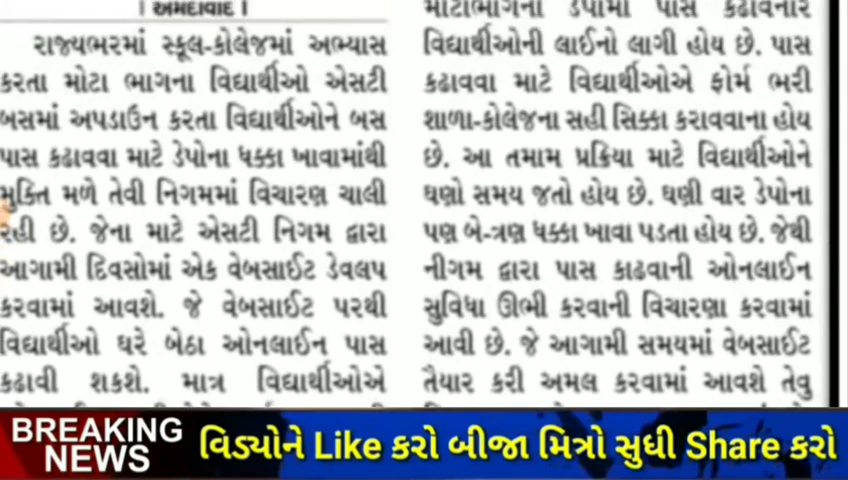 | અમદાવાદ |
રાજ્યભરમાં સ્કૂલ-કોલેજમાં અભ્યાસ
કરતા મોટા ભાગના વિદ્યાર્થીઓ એસટી
બસમાં અપડાઉન કરતા વિદ્યાર્થીઓને બસ
પાસ કઢાવવા માટે ડેપોના ધક્કા ખાવામાંથી
મુક્તિ મળે તેવી નિગમમાં વિચારણ ચાલી
રહી છે. જેના માટે એસટી નિગમ દ્વારા
આગામી દિવસોમાં એક વેબસાઈટ ડેવલપ
કરવામાં આવશે. જે વેબસાઈટ પરથી
વિદ્યાર્થીઓ ઘરે બેઠા ઓનલાઈન પાસ
કઢાવી શકશે. માત્ર વિદ્યાર્થીઓએ
મોટાભાગના ડેપોમાં પાસ કઢાવનાર
વિદ્યાર્થીઓની લાઈનો લાગી હોય છે. પાસ
કઢાવવા માટે વિદ્યાર્થીઓએ ફોર્મ ભરી
શાળા-કોલેજના સહી સિક્કા કરાવવાના હોય
છે. આ તમામ પ્રક્રિયા માટે વિદ્યાર્થીઓને
ઘણો સમય જતો હોય છે. ઘણી વાર ડેપોના
પણ બે-ત્રણ ધક્કા ખાવા પડતા હોય છે. જેથી
નીગમ દ્વારા પાસ કાઢવાની ઓનલાઈન
સુવિધા ઊભી કરવાની વિચારણા કરવામાં
આવી છે. જે આગામી સમયમાં વેબસાઈટ
તૈયાર કરી અમલ કરવામાં આવશે તેવુ
BREAKING
NEWS
વિડ્યોને Like કરો બીજા મિત્રો સુધી Share કરો